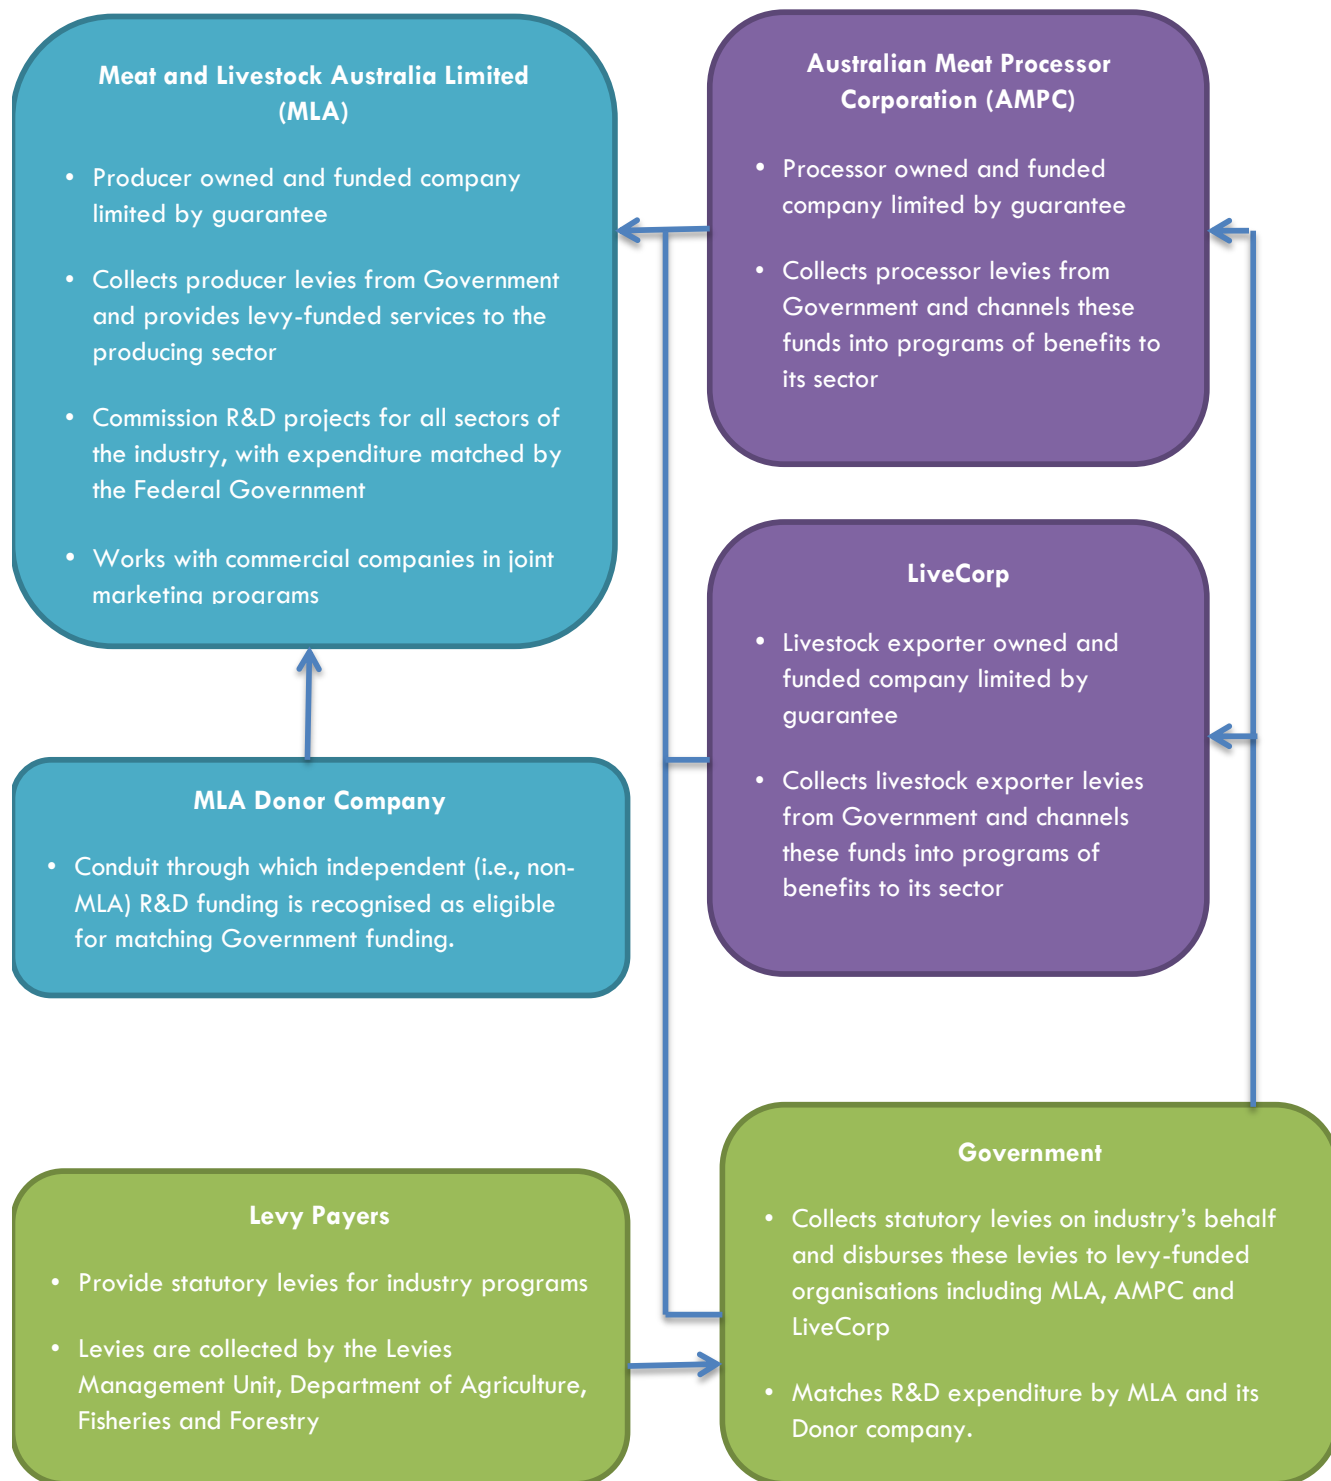 Meat and Livestock Australia Limited
(MLA)
• Producer owned and funded company
limited by guarantee
• Collects producer levies from Government
and provides levy-funded services to the
producing sector
• Commission R&D projects for all sectors of
the industry, with expenditure matched by
the Federal Government
• Works with commercial companies in joint
marketing programs
Australian Meat Processor
Corporation (AMPC)
• Processor owned and funded
company limited by guarantee
• Collects processor levies from
Government and channels these
funds into programs of benefits to
its sector
LiveCorp
• Livestock exporter owned and
funded company limited by
guarantee
• Collects livestock exporter levies
from Government and channels
these funds into programs of
benefits to its sector
MLA Donor Company
• Conduit through which independent (i.e., non-
MLA) R&D funding is recognised as eligible
for matching Government funding.
Levy Payers
• Provide statutory levies for industry programs
• Levies are collected by the Levies
Management Unit, Department of Agriculture,
Fisheries and Forestry
Government
• Collects statutory levies on industry’s behalf
and disburses these levies to levy-funded
organisations including MLA, AMPC and
LiveCorp
• Matches R&D expenditure by MLA and its
Donor company.